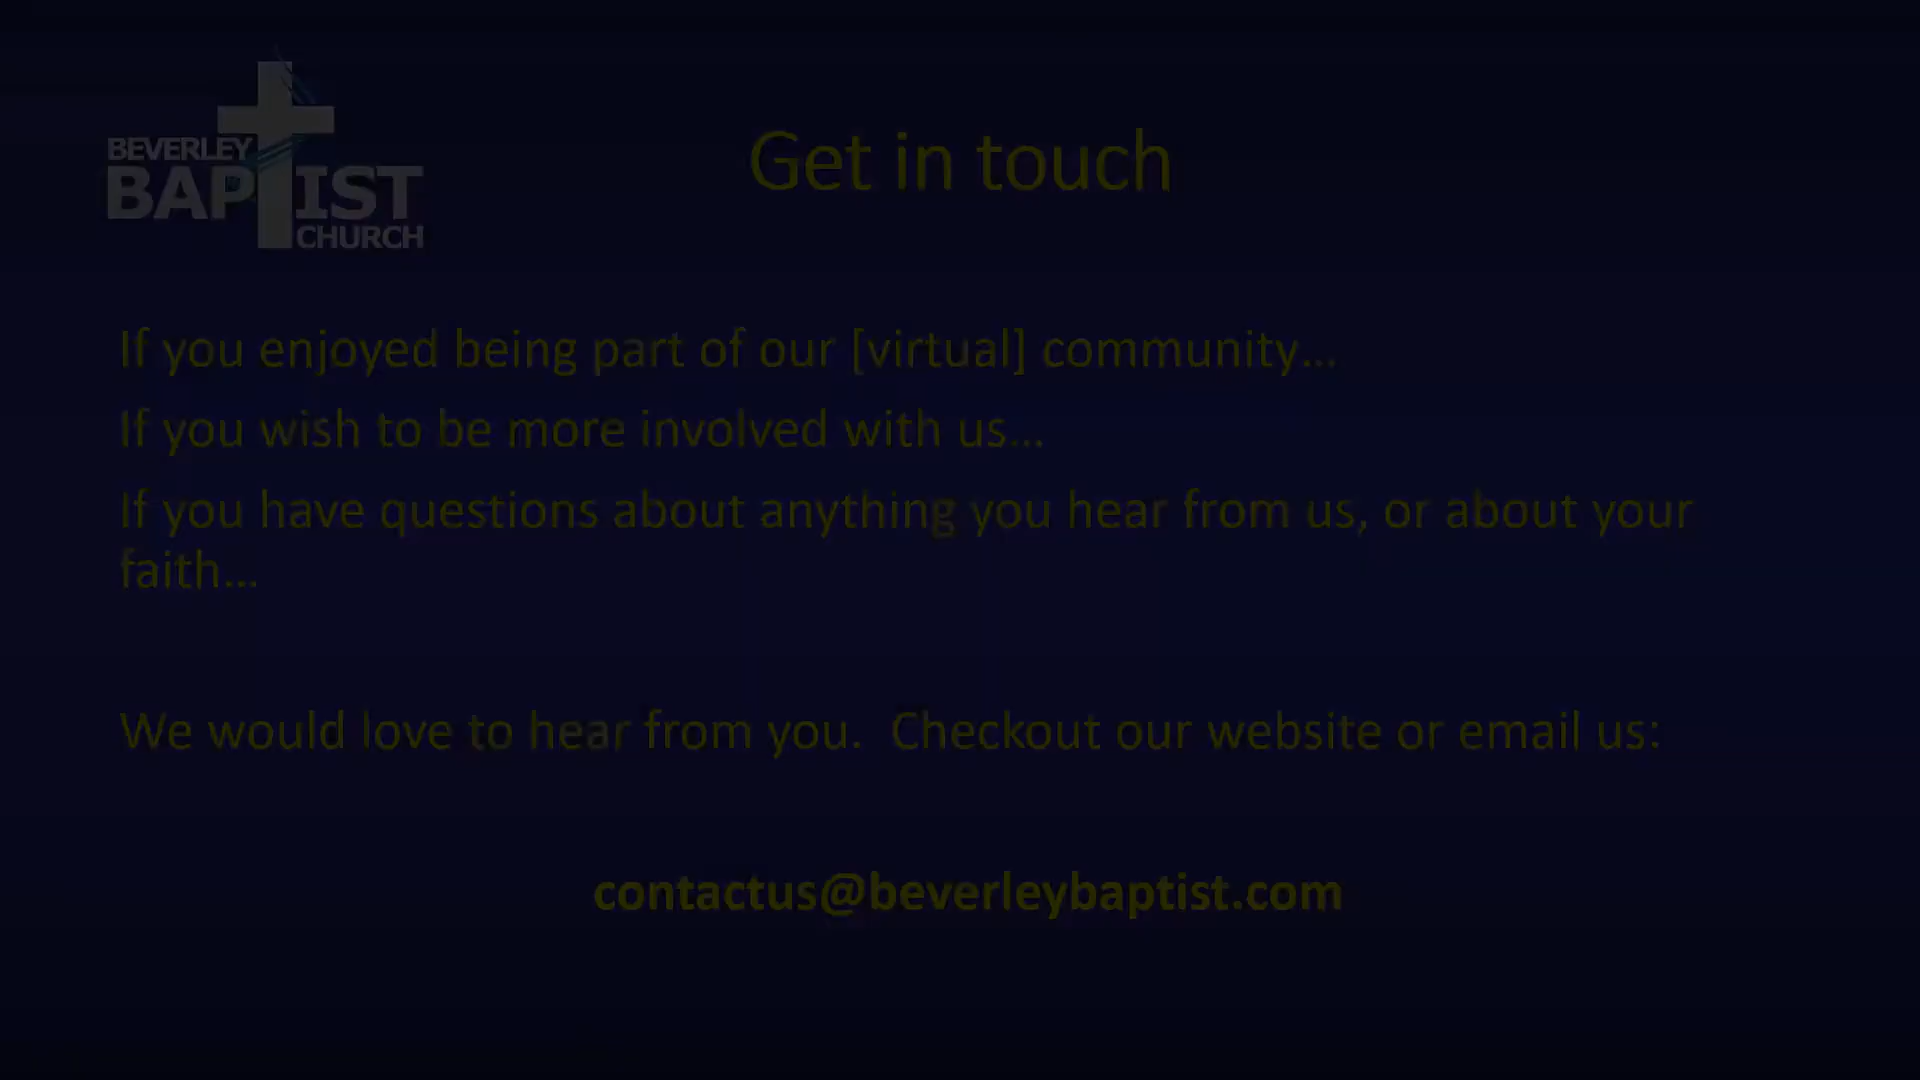 BEVERLEY
BAPTIST
CHURCH
Get in touch
If you enjoyed being part of our [virtual] community...
If you wish to be more involved with us...
If you have questions about anything you hear from us, or about your
faith...
We would love to hear from you.  Checkout our website or email us:
contactus@beverleybaptist.com